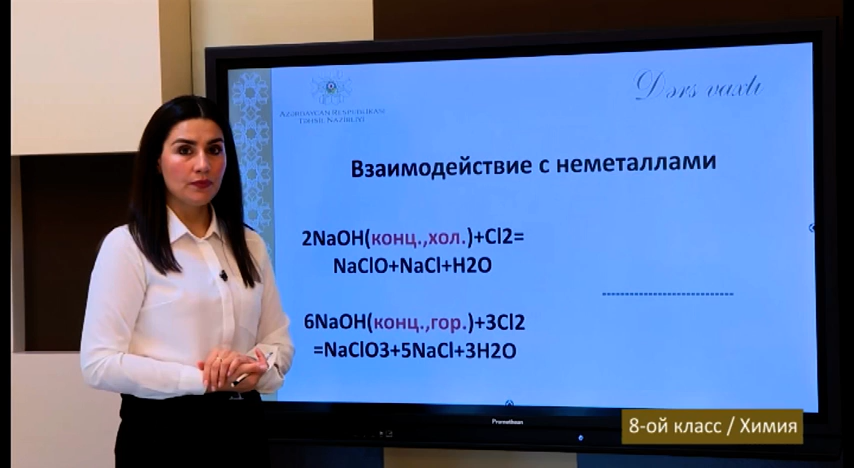 Dərs vaxtı
AZƏRBAYCAN RESPUBLİKASI
TƏHSİL NAZİRLİYİ
Взаимодействие с неметаллами
2NaOH(конц.,хол.)+Cl2=
NaClO+NaCl+H2O
6NaOH(конц.,гор.)+3Cl2
=NaClO3+5NaCl+3H2O
Promethean
8-ой класс / Химия